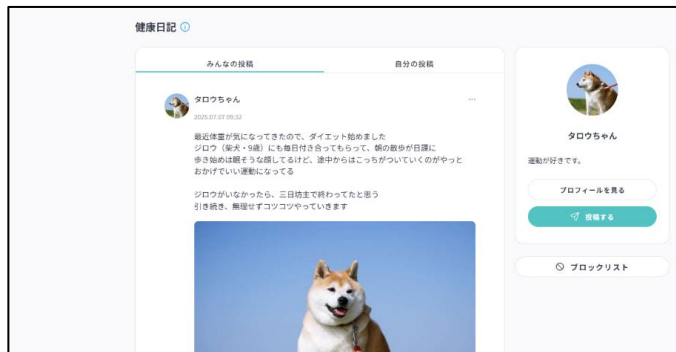 健康日記
みんなの投稿
自分の投稿
タロウちゃん
2025.07.07 09:32
最近体重が気になってきたので、ダイエット始めました
ジロウ（柴犬・9歳）にも毎日付き合ってもらって、朝の散歩が日課に
歩き始めは眠そうな顔してるけど、途中からはこっちがついていくのがやっと
おかげでいい運動になってる
ジロウがいなかったら、三日坊主で終わってたと思う
引き続き、無理せずコツコツやっていきます
タロウちゃん
運動が好きです。
プロフィールを見る
投稿する
ブロックリスト